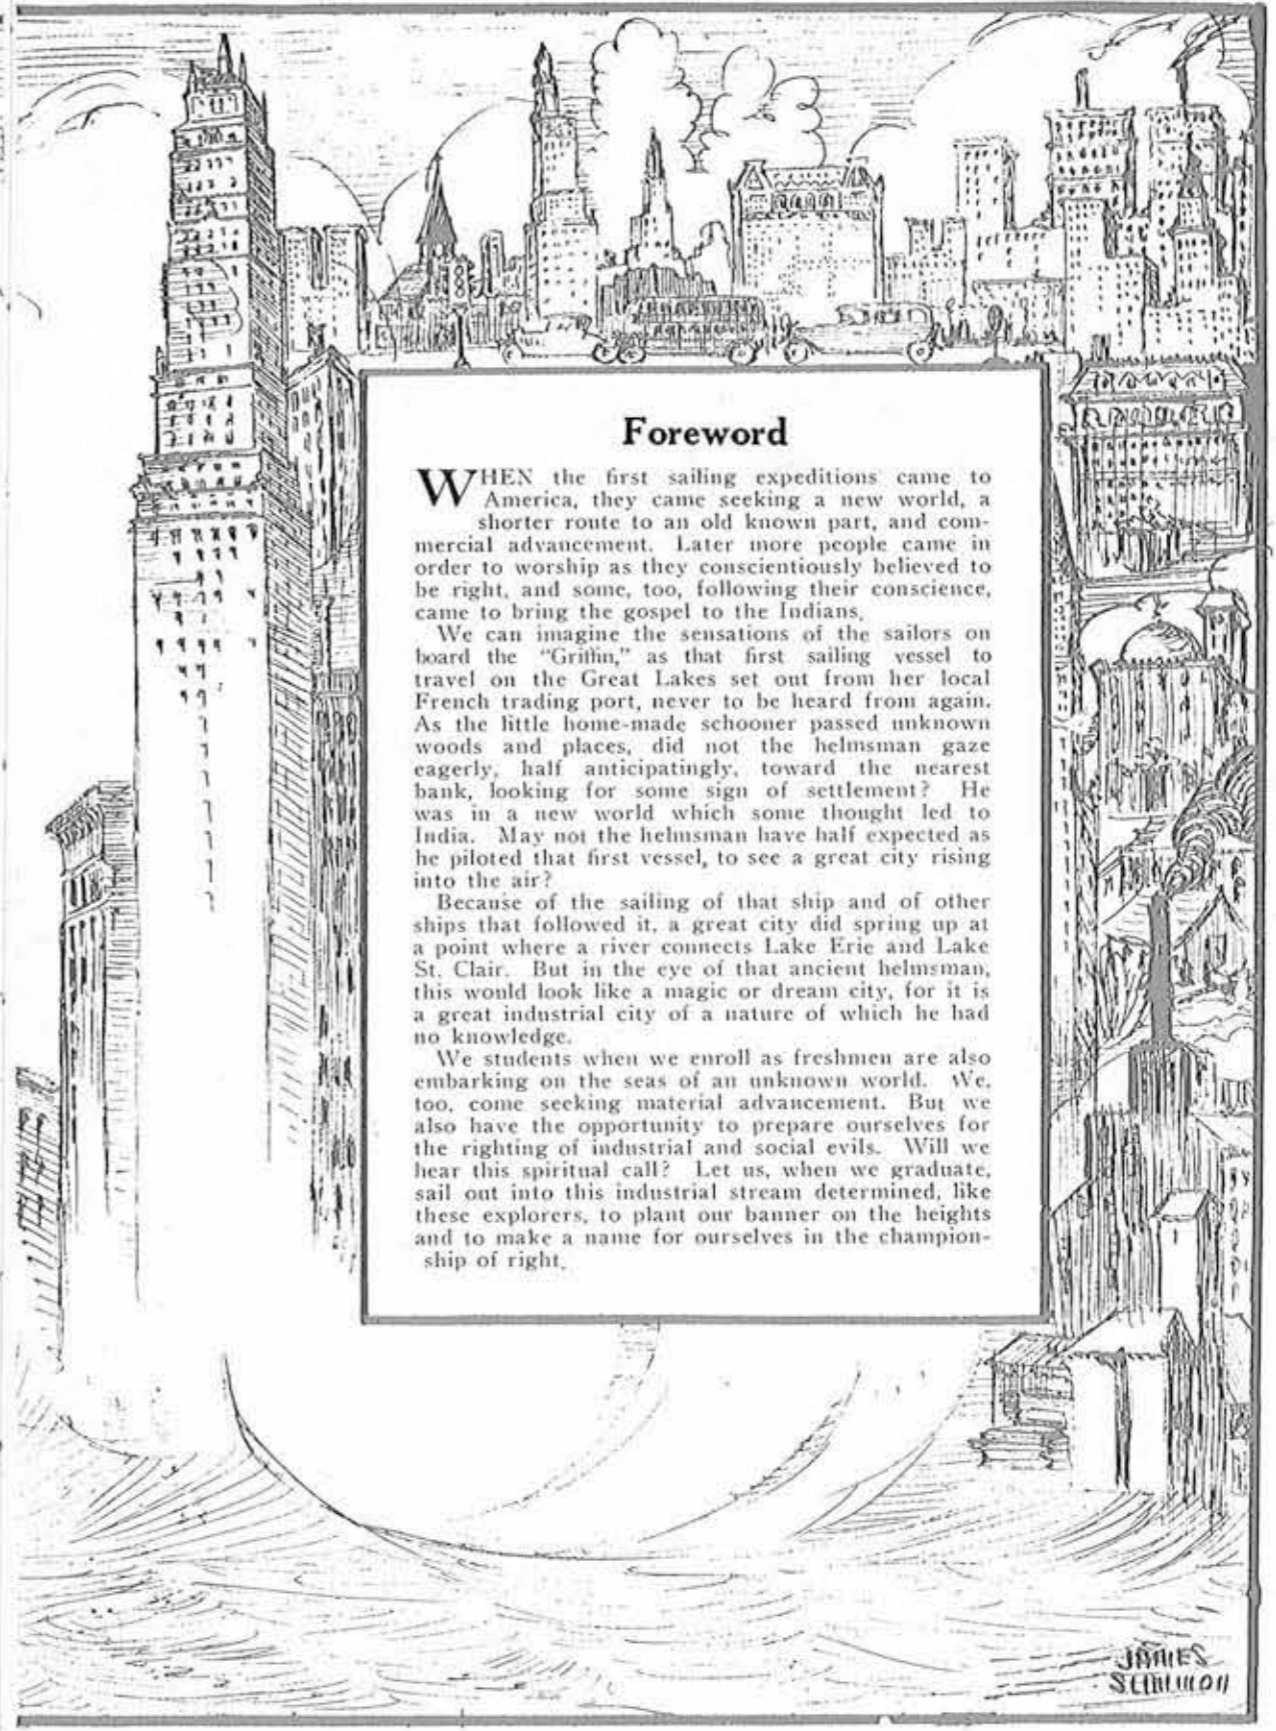 Foreword
WHEN the first sailing expeditions came to
America, they came seeking a new world, a
shorter route to an old known part, and com-
mercial advancement. Later more people came in
order to worship as they conscientiously believed to
be right, and some, too, following their conscience,
came to bring the gospel to the Indians.
We can imagine the sensations of the sailors on
board the "Griffin," as that first sailing vessel to
travel on the Great Lakes set out from her local
French trading port, never to be heard from again.
As the little home-made schooner passed unknown
woods and places, did not the helmsman gaze
eagerly, half anticipatingly, toward the nearest
bank, looking for some sign of settlement? He
was in a new world which some thought led to
India. May not the helmsman have half expected as
he piloted that first vessel, to see a great city rising
into the air?
Because of the sailing of that ship and of other
ships that followed it, a great city did spring up at
a point where a river connects Lake Erie and Lake
St. Clair. But in the eye of that ancient helmsman,
this would look like a magic or dream city, for it is
a great industrial city of a nature of which he had
no knowledge.
We students when we enroll as freshmen are also
embarking on the seas of an unknown world. We,
too, come seeking material advancement. But we
also have the opportunity to prepare ourselves for
the righting of industrial and social evils. Will we
hear this spiritual call? Let us, when we graduate,
sail out into this industrial stream determined, like
these explorers, to plant our banner on the heights
and to make a name for ourselves in the champion-
ship of right.
JAMES